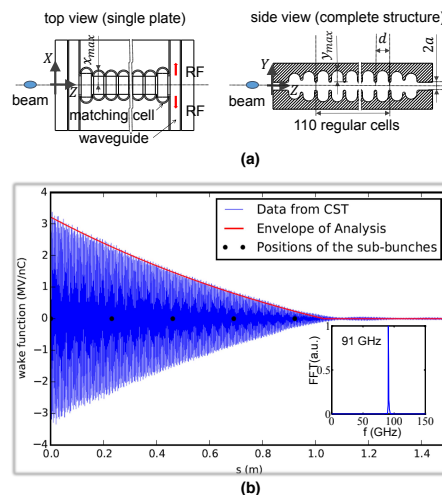 top view (single plate)
side view (complete structure)
X
x_max
Z
beam
RF
RF
matching cell
waveguide
Y
y_max
d
2a
Z
beam
110 regular cells
(a)
wake function (MV/nC)
4
3
2
1
0
−1
−2
−3
−4
Data from CST
Envelope of Analysis
Positions of the sub-bunches
FFT(a.u.)
1
0.5
0
91 GHz
0 50 100 150
f (GHz)
0.0 0.2 0.4 0.6 0.8 1.0 1.2 1.4
s (m)
(b)